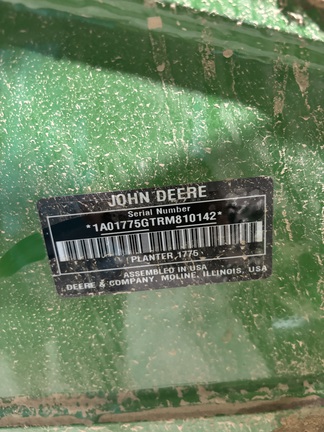 JOHN DEERE
Serial Number
*1A01775GTRM810142*
PLANTER,1775
ASSEMBLED IN USA
DEERE & COMPANY, MOLINE, ILLINOIS, USA